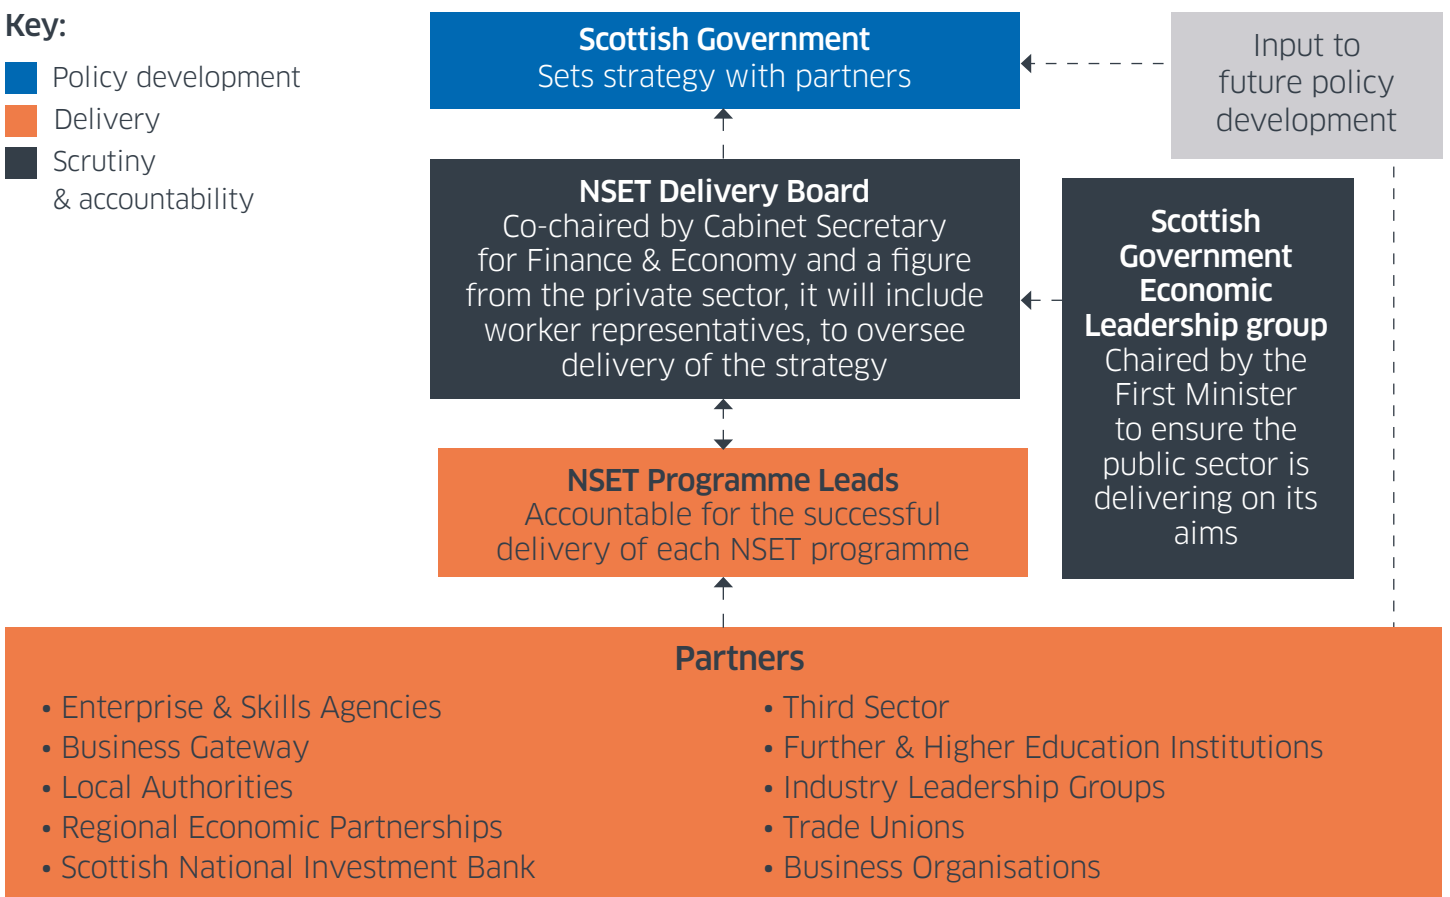 Key:
Policy development
Delivery
Scrutiny
& accountability
Scottish Government
Sets strategy with partners
Input to
future policy
development
NSET Delivery Board
Co-chaired by Cabinet Secretary
for Finance & Economy and a figure
from the private sector, it will include
worker representatives, to oversee
delivery of the strategy
Scottish
Government
Economic
Leadership group
Chaired by the
First Minister
to ensure the
public sector is
delivering on its
aims
NSET Programme Leads
Accountable for the successful
delivery of each NSET programme
Partners
• Enterprise & Skills Agencies
• Business Gateway
• Local Authorities
• Regional Economic Partnerships
• Scottish National Investment Bank
• Third Sector
• Further & Higher Education Institutions
• Industry Leadership Groups
• Trade Unions
• Business Organisations